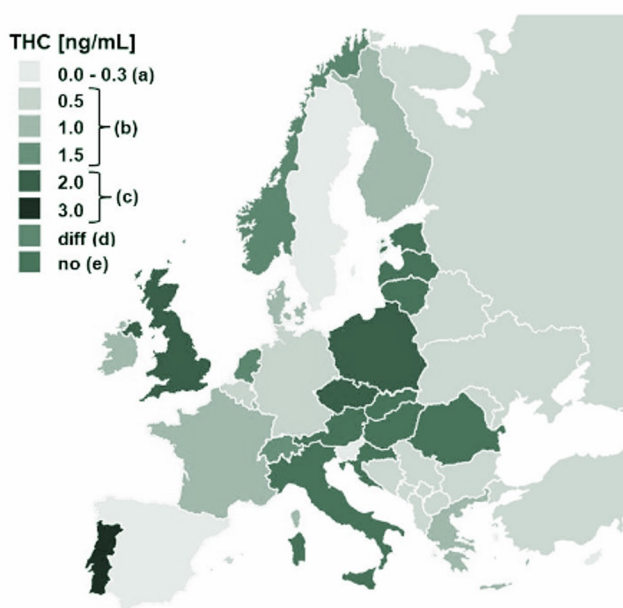 THC [ng/mL]
0.0 - 0.3 (a)
0.5
1.0 (b)
1.5
2.0 (c)
3.0
diff (d)
no (e)